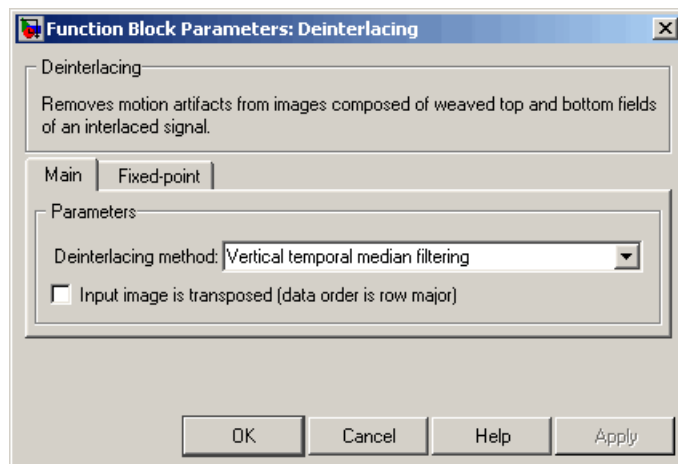 Function Block Parameters: Deinterlacing
Deinterlacing
Removes motion artifacts from images composed of weaved top and bottom fields
of an interlaced signal.
Main Fixed-point
Parameters
Deinterlacing method: Vertical temporal median filtering
Input image is transposed (data order is row major)
OK Cancel Help Apply